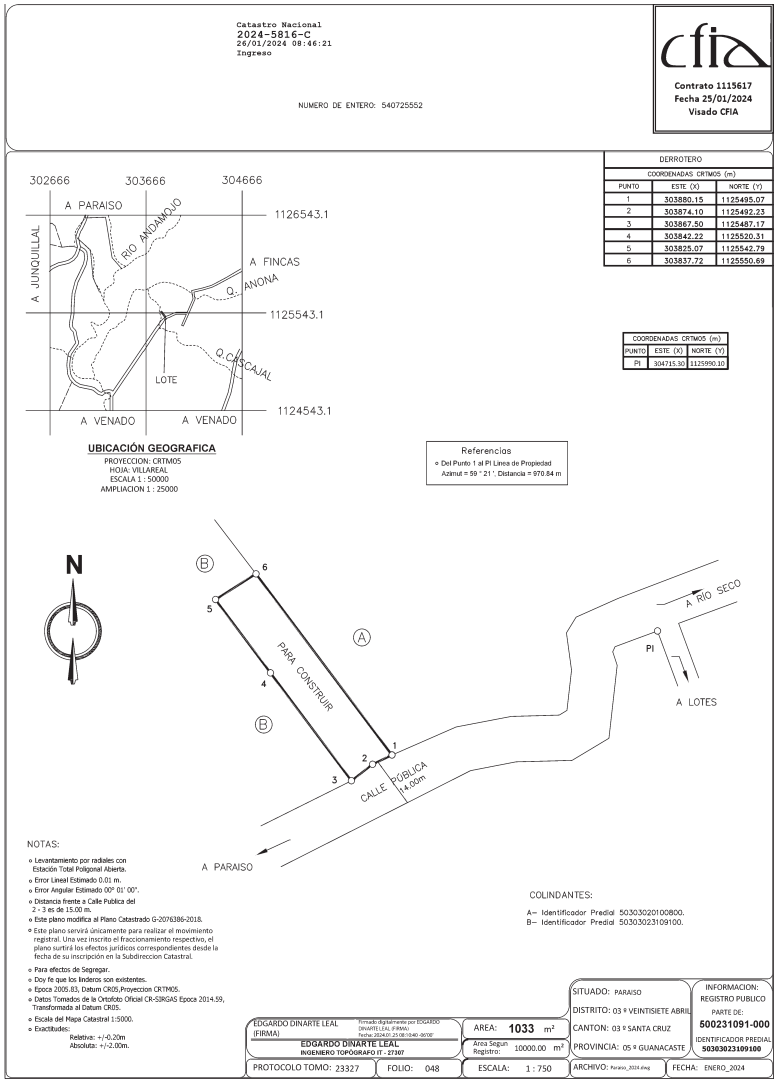 Catastro Nacional
2024-5816-C
26/01/2024 08:46:21
Ingreso
NUMERO DE ENTERO: 540725552
cfia
Contrato 1115617
Fecha 25/01/2024
Visado CFIA
DERROTERO
COORDENADAS CRTM05 (m)
PUNTO ESTE (X) NORTE (Y)
1 303880.15 1125495.07
2 303874.10 1125492.23
3 303867.50 1125487.17
4 303842.22 1125520.31
5 303825.07 1125542.79
6 303837.72 1125550.69
COORDENADAS CRTM05 (m)
PUNTO ESTE (X) NORTE (Y)
PI 304715.30 1125990.10
302666 303666 304666
A PARAISO
RIO ANDAMOJO
1126543.1
A JUNQUILLAL
A FINCAS
Q. ANONA
1125543.1
Q.CASCAJAL
LOTE
1124543.1
A VENADO A VENADO
UBICACIÓN GEOGRAFICA
PROYECCION: CRTM05
HOJA: VILLAREAL
ESCALA 1 : 50000
AMPLIACION 1 : 25000
Referencias
Del Punto 1 al PI Linea de Propiedad
Azimut = 59 ° 21 ', Distancia = 970.84 m
N
B
6
5
A
PARA CONSTRUIR
4
B
1
2
3
CALLE PÚBLICA
14.00m
A RIO SECO
PI
A LOTES
A PARAISO
NOTAS:
Levantamiento por radiales con
Estación Total Poligonal Abierta.
Error Lineal Estimado 0.01 m.
Error Angular Estimado 00° 01' 00".
Distancia frente a Calle Publica del
2 - 3 es de 15.00 m.
Este plano modifica al Plano Catastrado G-2076386-2018.
Este plano servirá únicamente para realizar el movimiento
registral. Una vez inscrito el fraccionamiento respectivo, el
plano surtirá los efectos jurídicos correspondientes desde la
fecha de su inscripción en la Subdireccion Catastral.
Para efectos de Segregar.
Doy fe que los linderos son existentes.
Epoca 2005.83, Datum CR05,Proyeccion CRTM05.
Datos Tomados de la Ortofoto Oficial CR-SIRGAS Epoca 2014.59,
Transformada al Datum CR05.
Escala del Mapa Catastral 1:5000.
Exactitudes:
Relativa: +/-0.20m
Absoluta: +/-2.00m.
COLINDANTES:
A- Identificador Predial 50303020100800.
B- Identificador Predial 50303023109100.
EDGARDO DINARTE LEAL
(FIRMA)
Firmado digitalmente por EDGARDO
DINARTE LEAL (FIRMA)
Fecha: 2024.01.25 08:10:40 -06'00'
EDGARDO DINARTE LEAL
INGENIERO TOPÓGRAFO IT - 27307
PROTOCOLO TOMO: 23327 FOLIO: 048
AREA: 1033 m²
Area Segun
Registro: 10000.00 m²
ESCALA: 1 : 750
SITUADO: PARAISO
DISTRITO: 03 º VEINTISIETE ABRIL
CANTON: 03 º SANTA CRUZ
PROVINCIA: 05 º GUANACASTE
INFORMACION:
REGISTRO PUBLICO
PARTE DE:
500231091-000
IDENTIFICADOR PREDIAL
50303023109100
ARCHIVO: Paraiso_2024.dwg FECHA: ENERO_2024